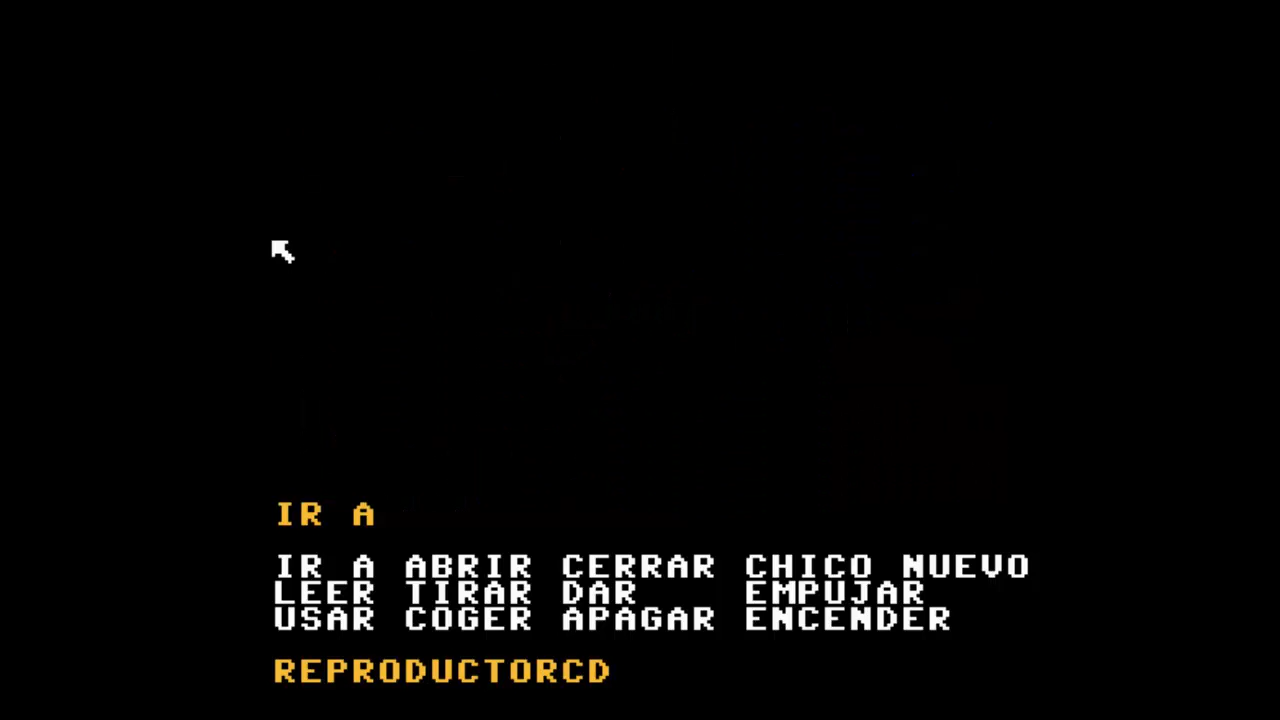 IR A
IR A ABRIR CERRAR CHICO NUEVO
LEER TIRAR DAR EMPUJAR
USAR COGER APAGAR ENCENDER
REPRODUCTORCD